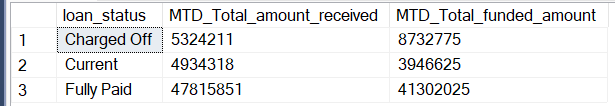 loan_status MTD_Total_amount_received MTD_Total_funded_amount
1 Charged Off 5324211 8732775
2 Current 4934318 3946625
3 Fully Paid 47815851 41302025